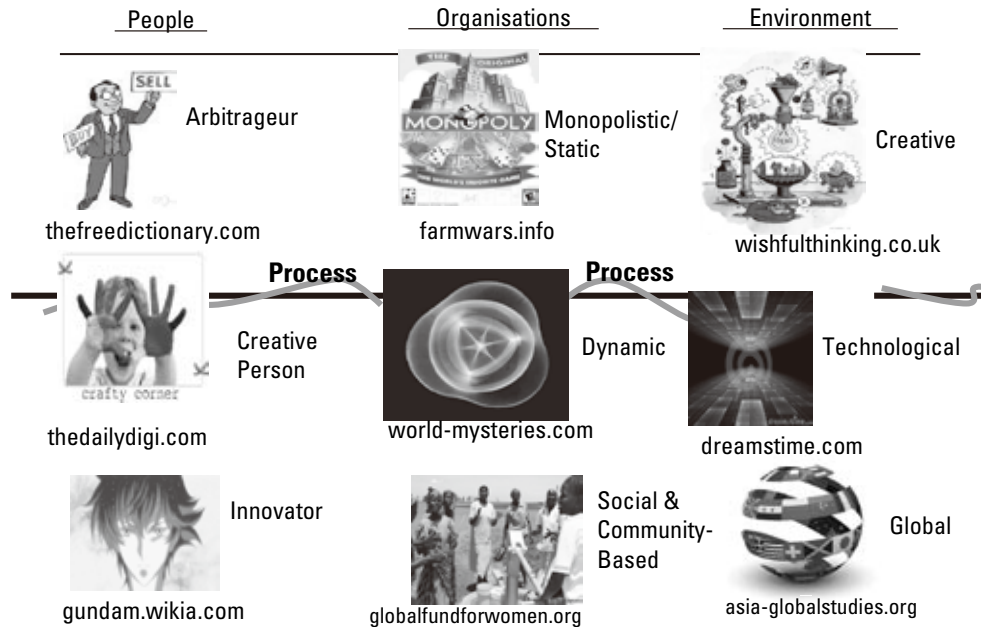 People
Organisations
Environment
SELL
BUY
Arbitrageur
THE ORIGINAL
MONOPOLY
Monopolistic/
Static
Creative
thefreedictionary.com
farmwars.info
wishfulthinking.co.uk
Process
Process
Creative
Person
crafty corner
Dynamic
Technological
thedailydigi.com
world-mysteries.com
dreamstime.com
Innovator
Social &
Community-
Based
Global
gundam.wikia.com
globalfundforwomen.org
asia-globalstudies.org